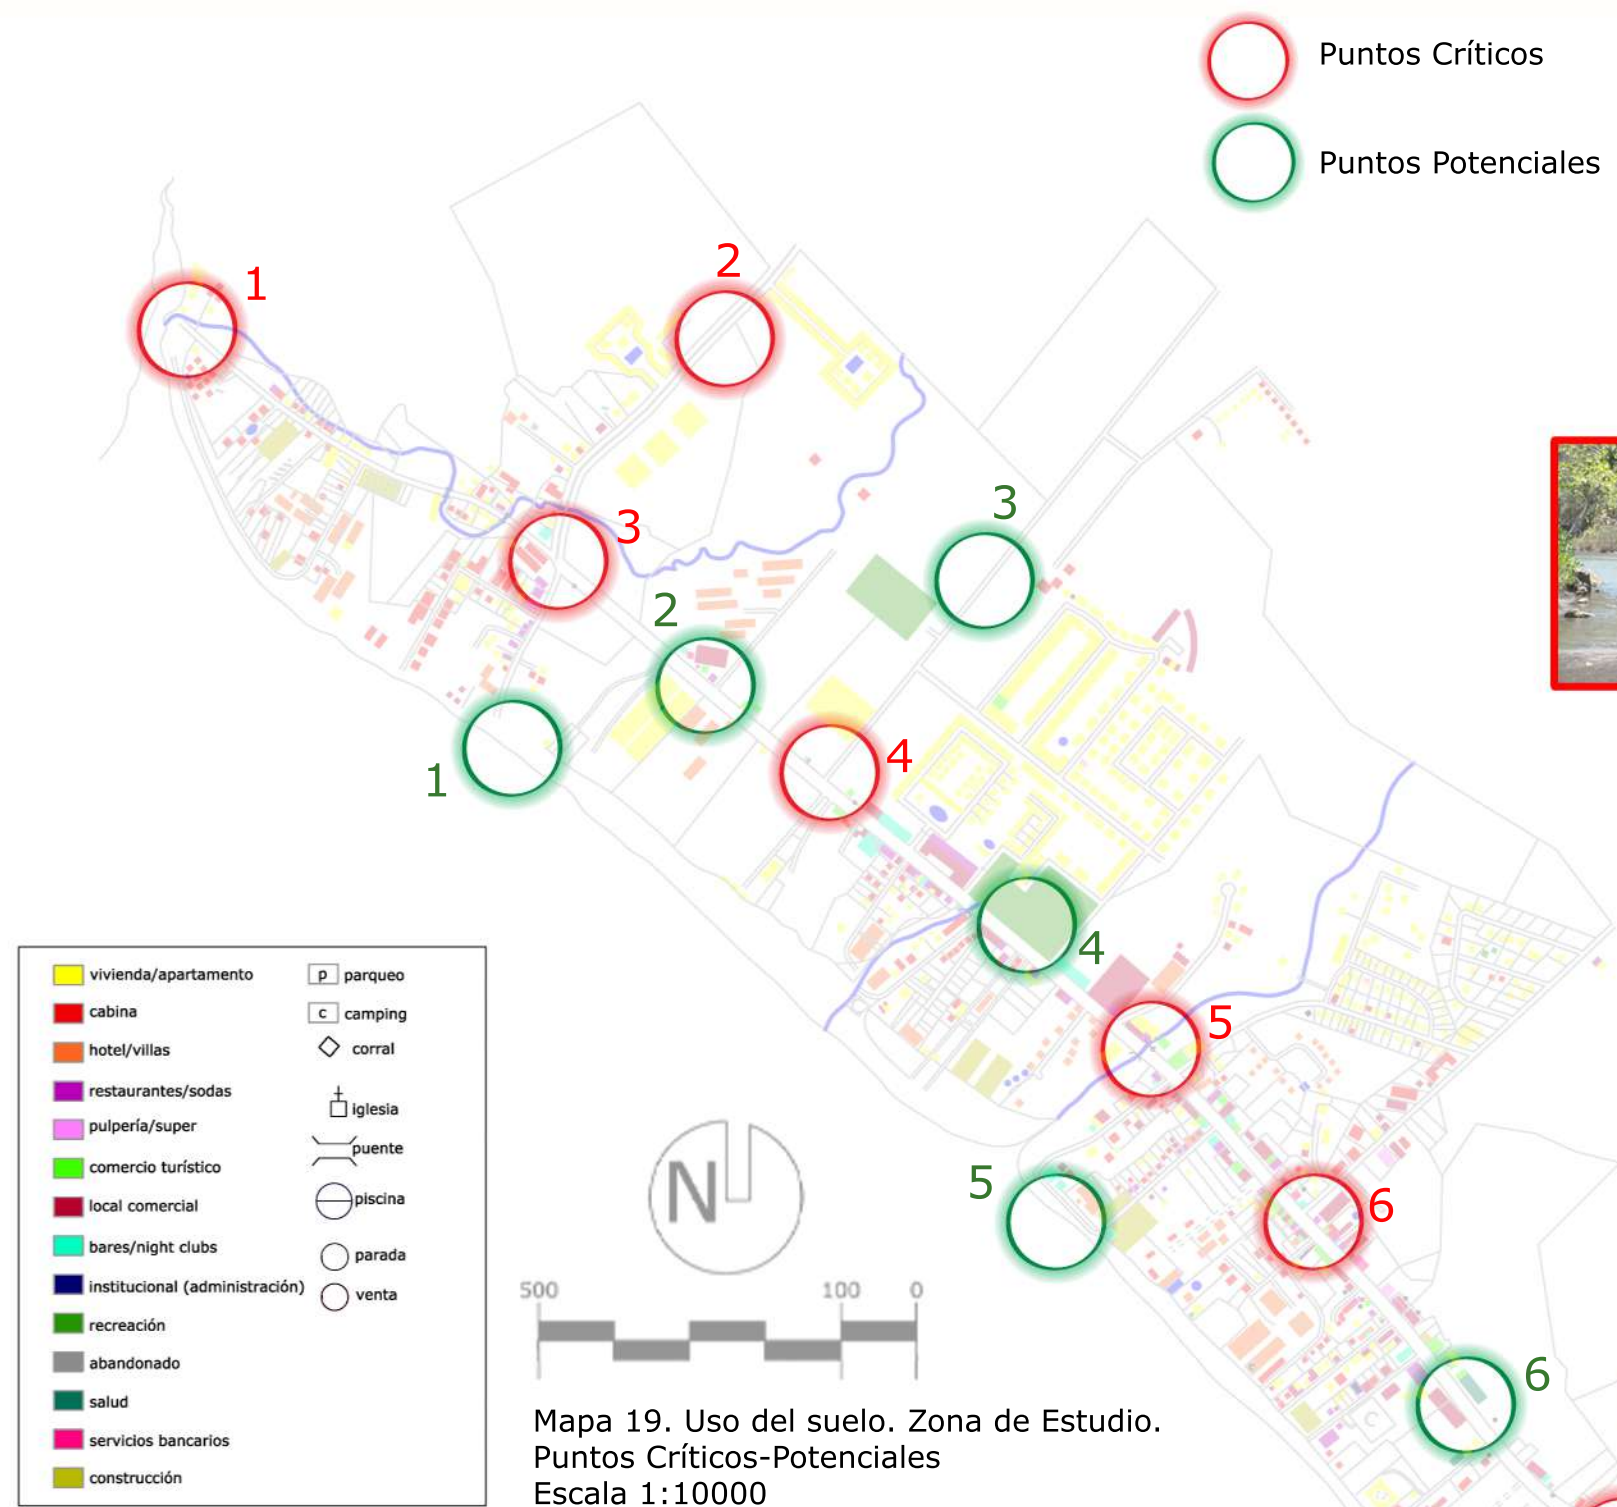 Puntos Críticos
Puntos Potenciales
1
2
3
3
2
1
4
4
5
5
6
6
vivienda/apartamento
cabina
hotel/villas
restaurantes/sodas
pulpería/super
comercio turístico
local comercial
bares/night clubs
institucional (administración)
recreación
abandonado
salud
servicios bancarios
construcción
p parqueo
c camping
corral
iglesia
puente
piscina
parada
venta
N
500 100 0
C
Mapa 19. Uso del suelo. Zona de Estudio.
Puntos Críticos-Potenciales
Escala 1:10000